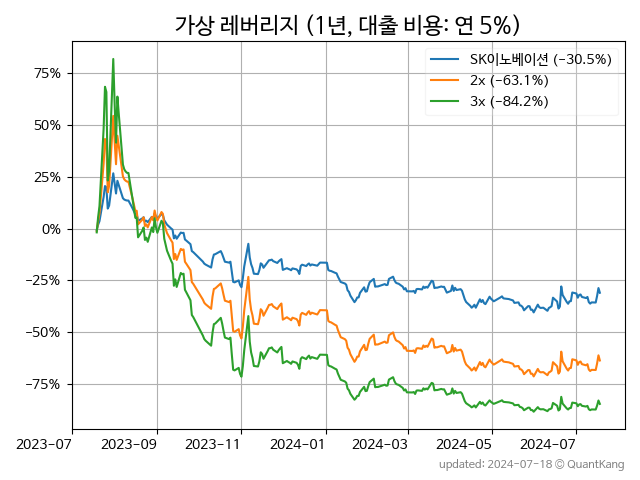 가상 레버리지 (1년, 대출 비용: 연 5%)
SK이노베이션 (−30.5%)
2x (−63.1%)
3x (−84.2%)
75%
50%
25%
0%
−25%
−50%
−75%
2023-07 2023-09 2023-11 2024-01 2024-03 2024-05 2024-07
updated: 2024-07-18 © QuantKang